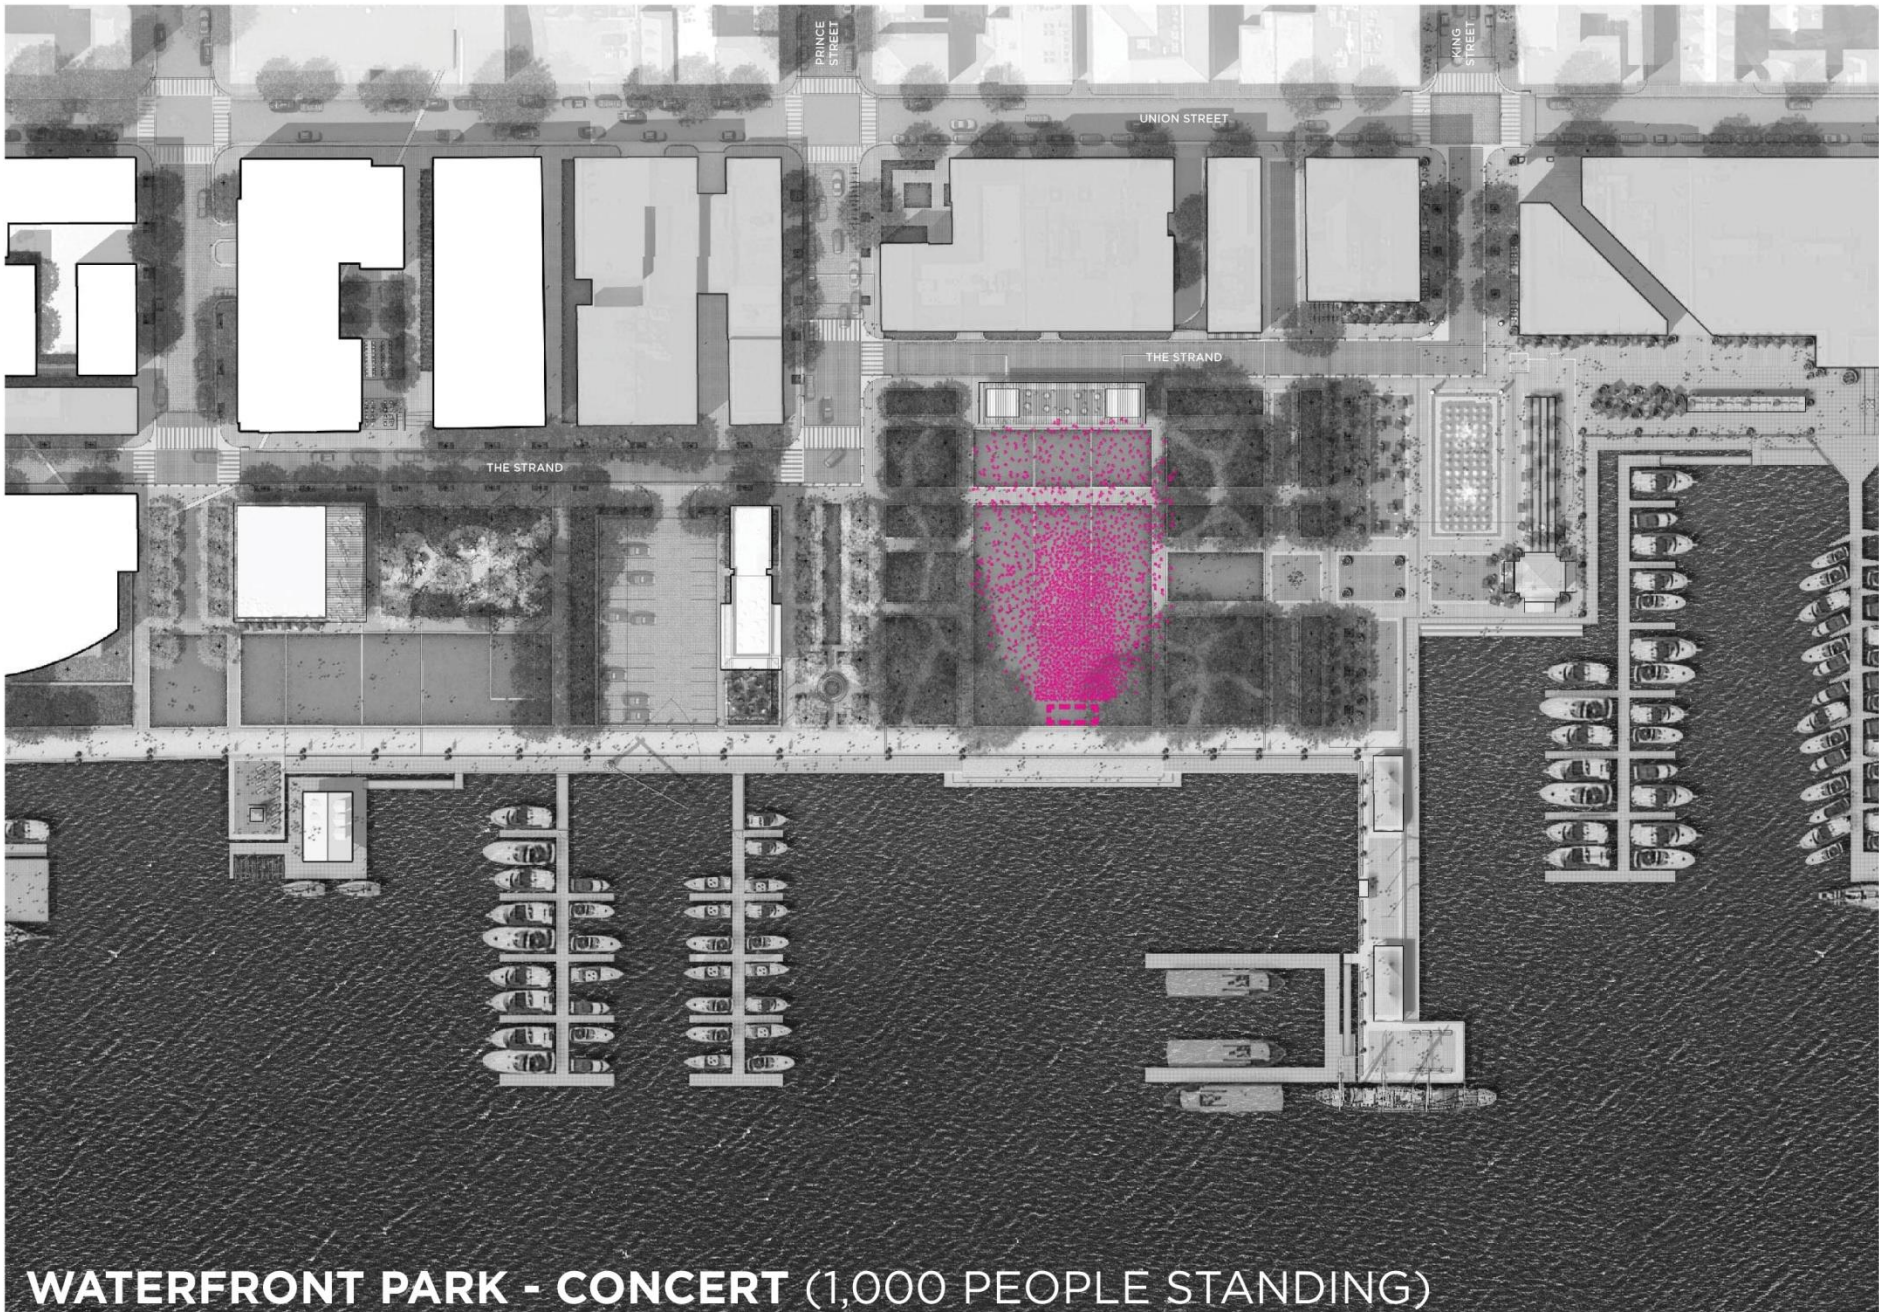 PRINCE
STREET
KING
STREET
UNION STREET
THE STRAND
THE STRAND
WATERFRONT PARK - CONCERT (1,000 PEOPLE STANDING)